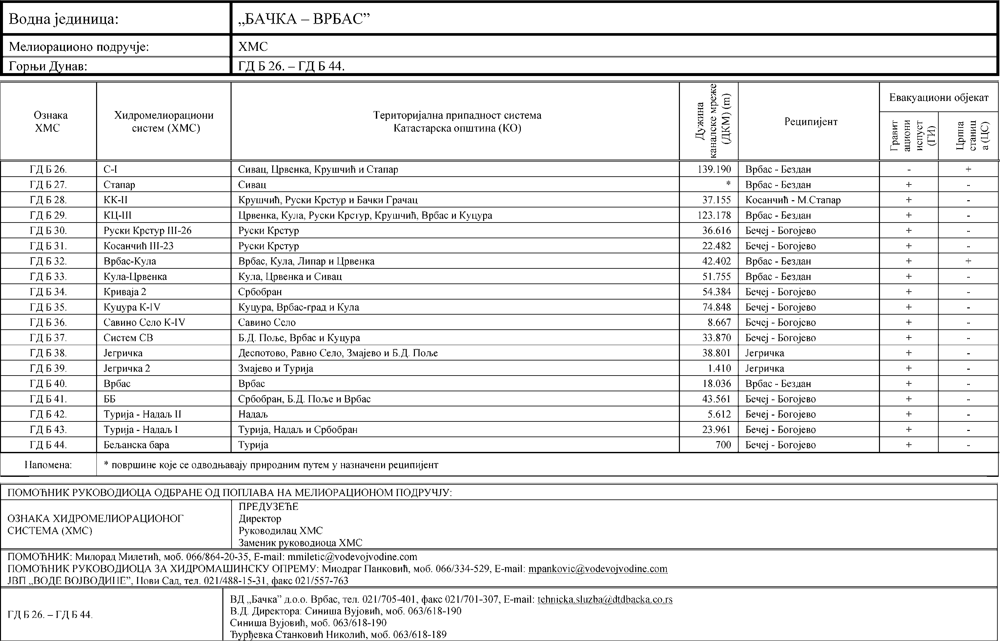 Водна јединица: „БАЧКА – ВРБАС”
Мелиорационо подручје: ХМС
Горњи Дунав: ГД Б 26. – ГД Б 44.
Ознака ХМС
Хидромелиорациони систем (ХМС)
Територијална припадност система
Катастарска општина (КО)
Дужина каналске мреже (ДКМ) (m)
Реципијент
Евакуациони објекат
Гравитациони испуст (ГИ)
Црпна станица (ЦС)
ГД Б 26. С-I Сивац, Црвенка, Крушчић и Стапар 139.190 Врбас - Бездан - +
ГД Б 27. Стапар Сивац * Врбас - Бездан + -
ГД Б 28. КК-II Крушчић, Руски Крстур и Бачки Грачац 37.155 Косанчић - М.Стапар + -
ГД Б 29. КЦ-III Црвенка, Кула, Руски Крстур, Крушчић, Врбас и Куцура 123.178 Врбас - Бездан + -
ГД Б 30. Руски Крстур III-26 Руски Крстур 36.616 Бечеј - Богојево + -
ГД Б 31. Косанчић III-23 Руски Крстур 22.482 Бечеј - Богојево + -
ГД Б 32. Врбас-Кула Врбас, Кула, Липар и Црвенка 42.402 Врбас - Бездан + +
ГД Б 33. Кула-Црвенка Кула, Црвенка и Сивац 51.755 Врбас - Бездан + -
ГД Б 34. Криваја 2 Србобран 54.384 Бечеј - Богојево + -
ГД Б 35. Куцура К-IV Куцура, Врбас-град и Кула 74.848 Бечеј - Богојево + -
ГД Б 36. Савино Село К-IV Савино Село 8.667 Бечеј - Богојево + -
ГД Б 37. Систем СВ Б.Д. Поље, Врбас и Куцура 33.870 Бечеј - Богојево + -
ГД Б 38. Јегричка Деспотово, Равно Село, Змајево и Б.Д. Поље 38.801 Јегричка + -
ГД Б 39. Јегричка 2 Змајево и Турија 1.410 Јегричка + -
ГД Б 40. Врбас Врбас 18.036 Врбас - Бездан + -
ГД Б 41. ББ Србобран, Б.Д. Поље и Врбас 43.561 Бечеј - Богојево + -
ГД Б 42. Турија - Надаљ II Надаљ 5.612 Бечеј - Богојево + -
ГД Б 43. Турија - Надаљ I Турија, Надаљ и Србобран 23.961 Бечеј - Богојево + -
ГД Б 44. Бељанска бара Турија 700 Бечеј - Богојево + -
Напомена: * површине које се одводњавају природним путем у назначени реципијент
ПОМОЋНИК РУКОВОДИОЦА ОДБРАНЕ ОД ПОПЛАВА НА МЕЛИОРАЦИОНОМ ПОДРУЧЈУ:
ОЗНАКА ХИДРОМЕЛИОРАЦИОНОГ
СИСТЕМА (ХМС)
ПРЕДУЗЕЋЕ
Директор
Руководилац ХМС
Заменик руководиоца ХМС
ПОМОЋНИК: Милорад Милетић, моб. 066/864-20-35, E-mail: mmiletic@vodevojvodine.com
ПОМОЋНИК РУКОВОДИОЦА ЗА ХИДРОМАШИНСКУ ОПРЕМУ: Миодраг Панковић, моб. 066/334-529, E-mail: mpankovic@vodevojvodine.com
ЈВП „ВОДЕ ВОЈВОДИНЕ”, Нови Сад, тел. 021/488-15-31, факс 021/557-763
ГД Б 26. – ГД Б 44.
ВД „Бачка” д.о.о. Врбас, тел. 021/705-401, факс 021/701-307, E-mail: tehnicka.sluzba@dtdbacka.co.rs
В.Д. Директора: Синиша Вујовић, моб. 063/618-190
Синиша Вујовић, моб. 063/618-190
Ђурђевка Станковић Николић, моб. 063/618-189